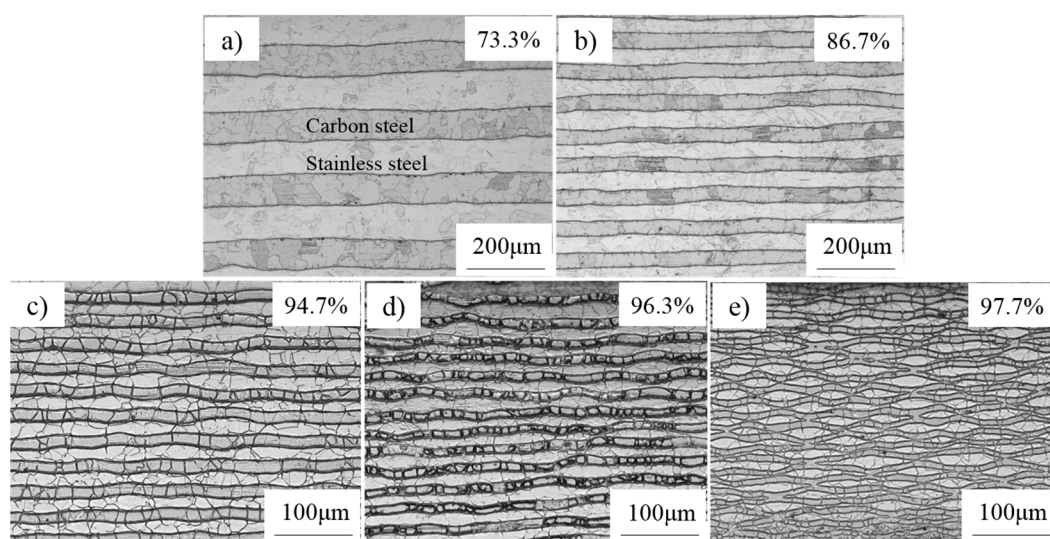 a)
73.3%
Carbon steel
Stainless steel
200μm
b)
86.7%
200μm
c)
94.7%
100μm
d)
96.3%
100μm
e)
97.7%
100μm